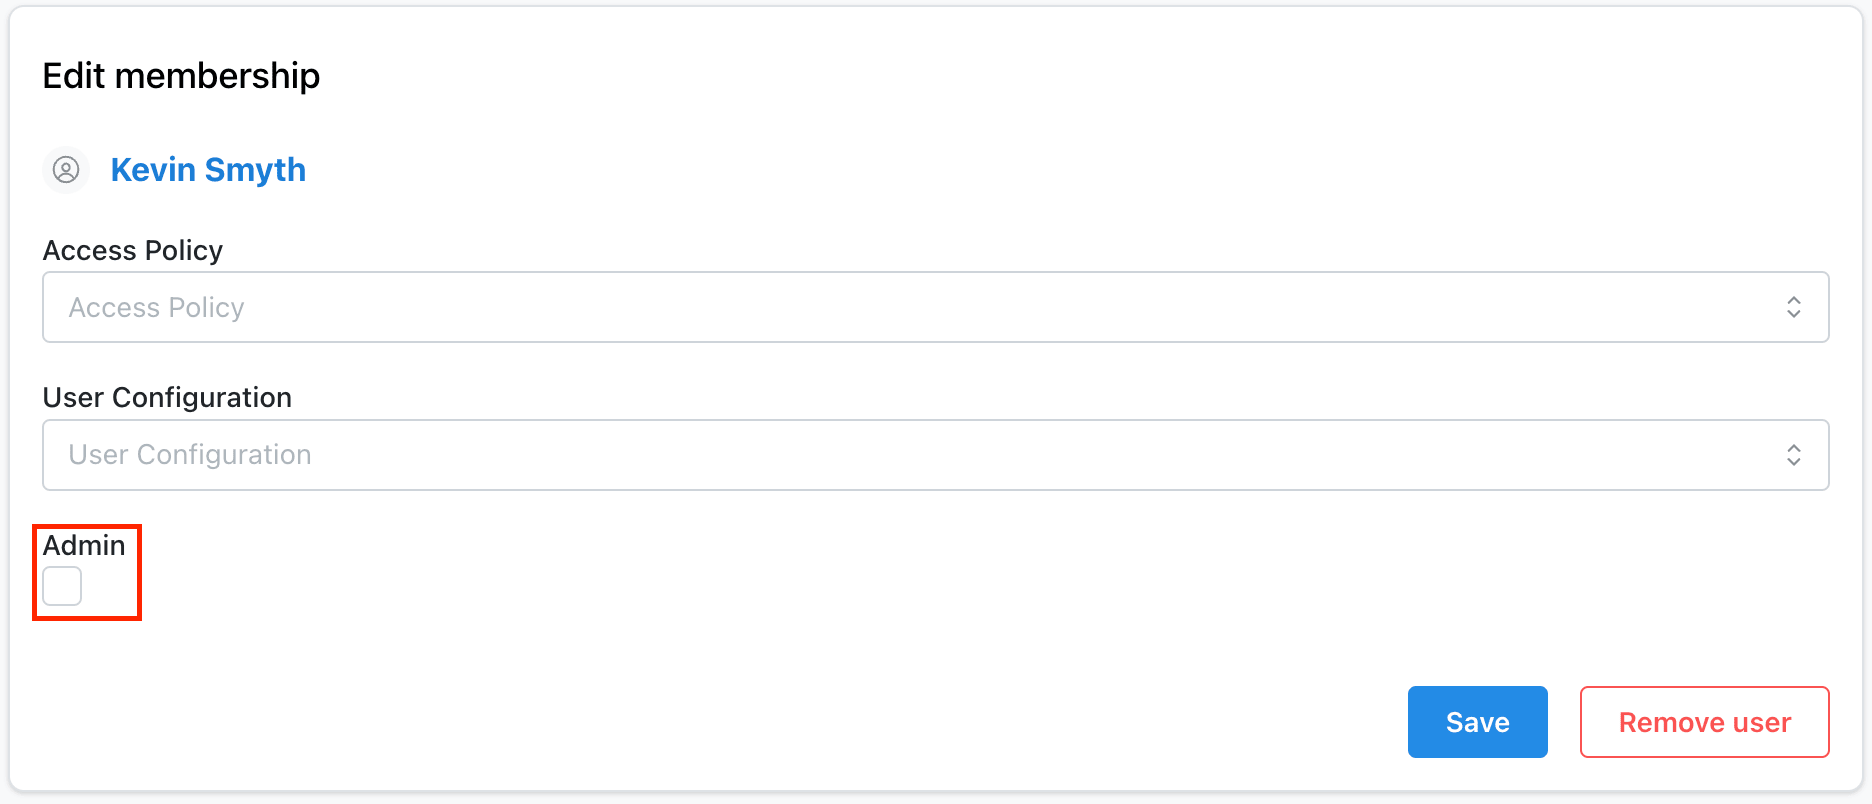 Edit membership
Kevin Smyth
Access Policy
Access Policy
User Configuration
User Configuration
Admin
Save
Remove user